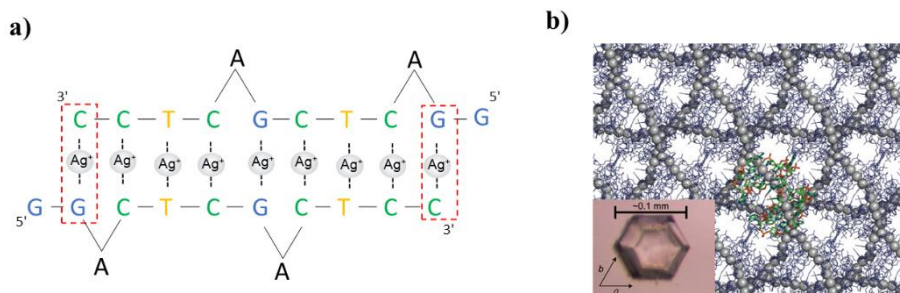 a)
A A
3' 5'
C C T C G C T C G G
Ag⁺ Ag⁺ Ag⁺ Ag⁺ Ag⁺ Ag⁺ Ag⁺ Ag⁺ Ag⁺
G G C T C G C T C C
5' 3'
A A
b)
~0.1 mm
b
a